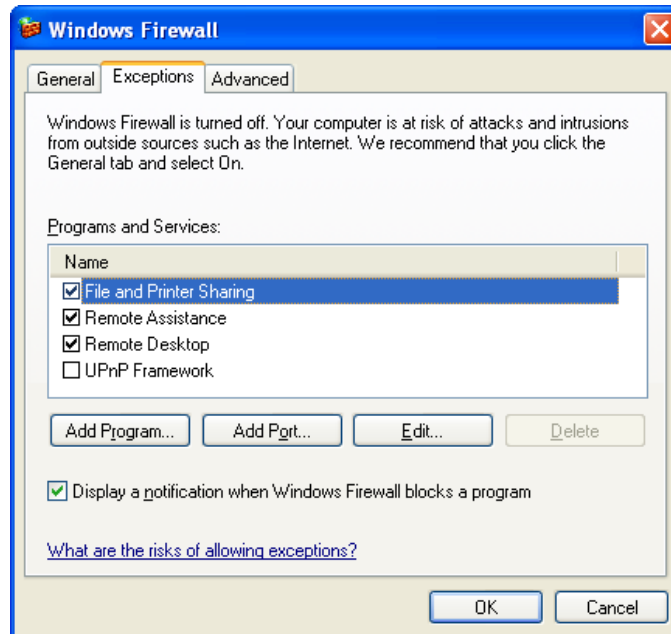 Windows Firewall
General
Exceptions
Advanced
Windows Firewall is turned off. Your computer is at risk of attacks and intrusions
from outside sources such as the Internet. We recommend that you click the
General tab and select On.
Programs and Services:
Name
File and Printer Sharing
Remote Assistance
Remote Desktop
UPnP Framework
Add Program...
Add Port...
Edit...
Delete
Display a notification when Windows Firewall blocks a program
What are the risks of allowing exceptions?
OK
Cancel